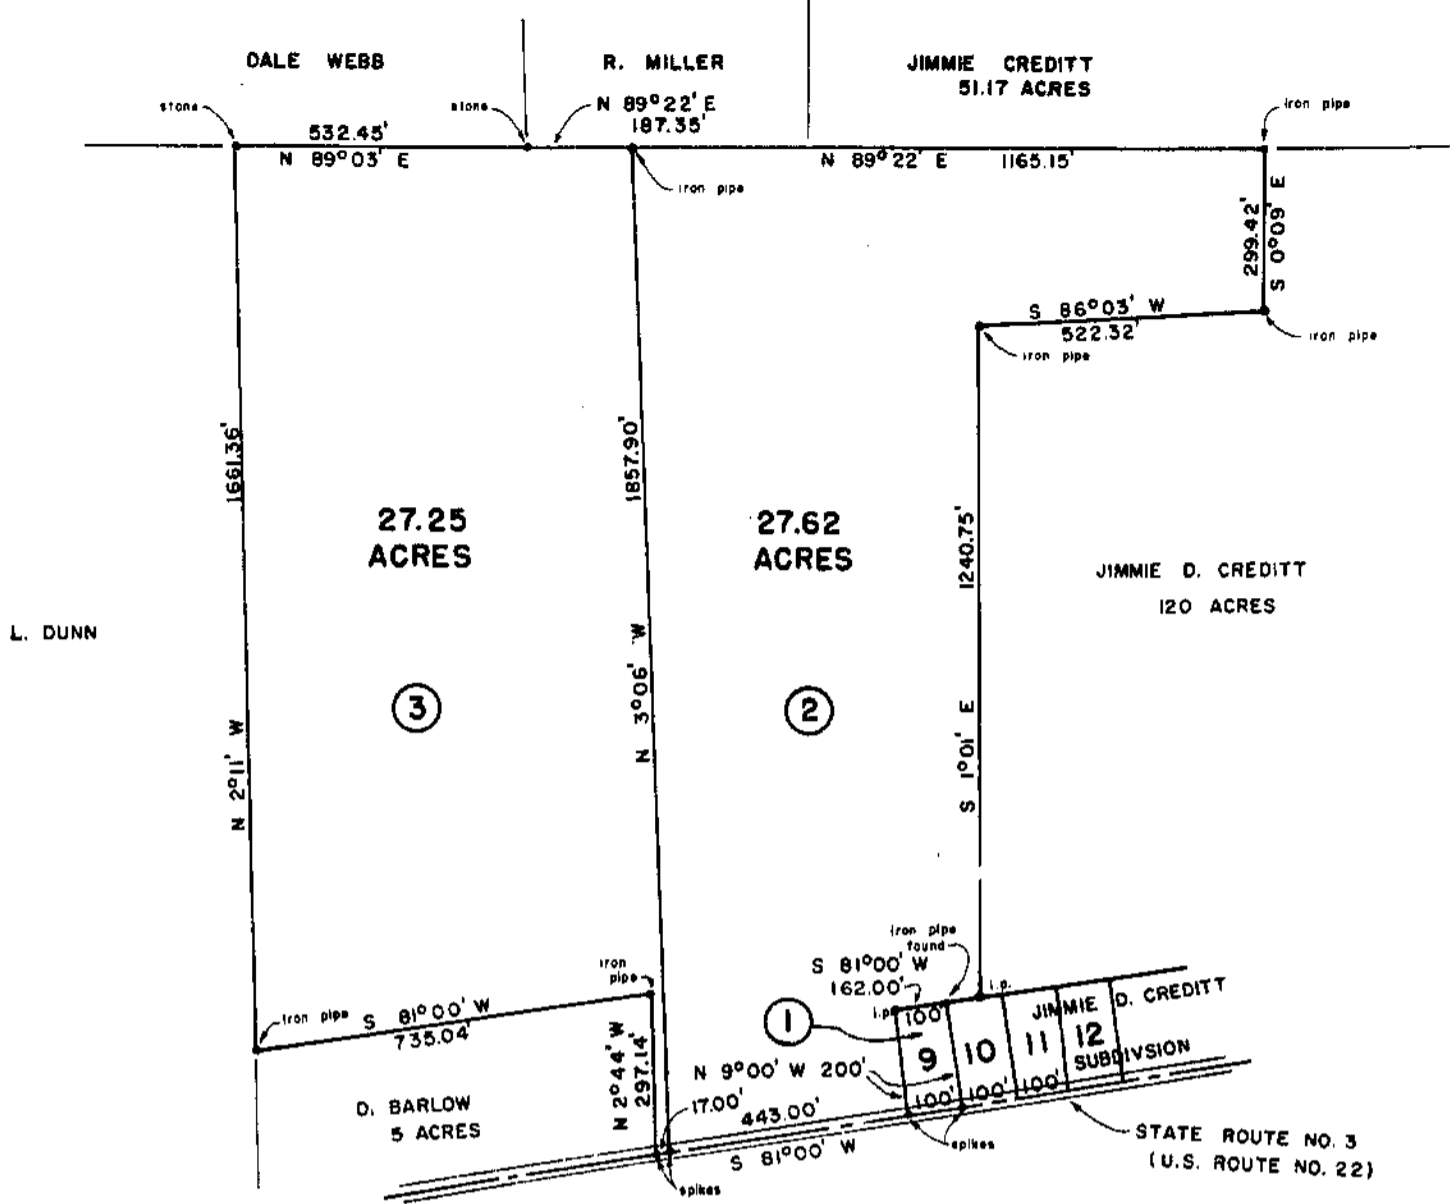 DALE WEBB
R. MILLER
JIMMIE CREDITT
51.17 ACRES
stone
stone
N 89°22' E
187.35'
iron pipe
532.45'
N 89°03' E
iron pipe
N 89°22' E 1165.15'
299.42'
S 0°09' E
S 86°03' W
522.32'
iron pipe
iron pipe
1661.36'
N 2°11' W
1857.90'
N 3°06' W
1240.75'
S 1°01' E
27.25
ACRES
27.62
ACRES
JIMMIE D. CREDITT
120 ACRES
L. DUNN
3
2
iron pipe
found
S 81°00' W
162.00'
iron
pipe
i.p.
i.p.
iron pipe
S 81°00' W
735.04'
1
100'
9
10
11
12
JIMMIE D. CREDITT
SUBDIVSION
N 9°00' W 200'
100'
100'
100'
N 2°44' W
297.14'
17.00'
443.00'
S 81°00' W
D. BARLOW
5 ACRES
spikes
spikes
STATE ROUTE NO. 3
(U.S. ROUTE NO. 22)